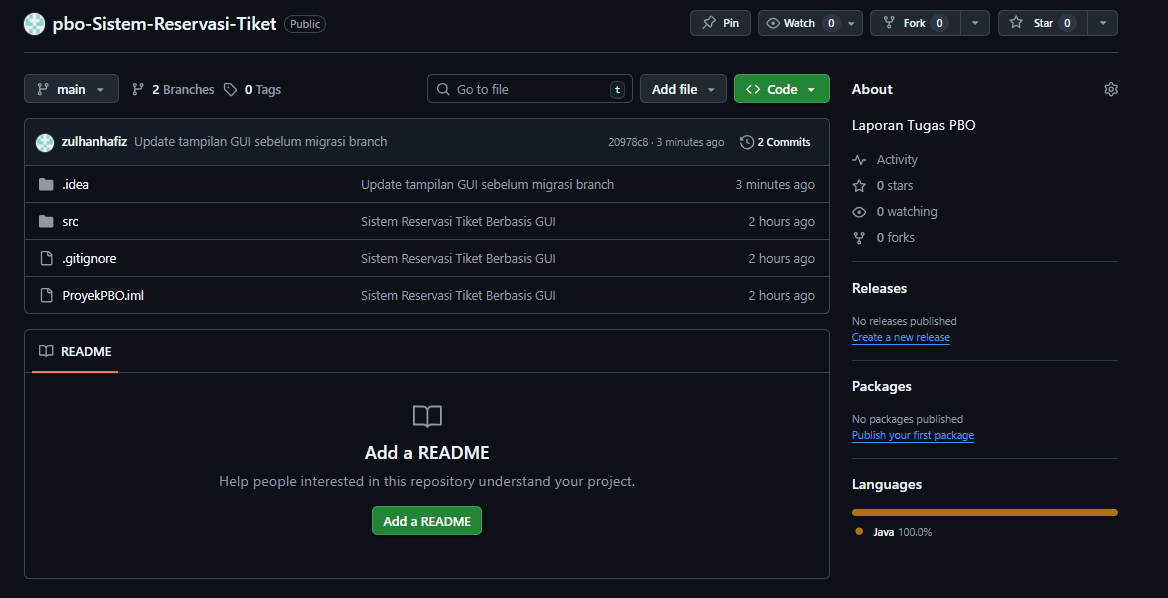 pbo-Sistem-Reservasi-Tiket Public Pin Watch 0 Fork 0 Star 0
main 2 Branches 0 Tags Go to file t Add file Code
zulhanhafiz Update tampilan GUI sebelum migrasi branch 20978c8 · 3 minutes ago 2 Commits
.idea Update tampilan GUI sebelum migrasi branch 3 minutes ago
src Sistem Reservasi Tiket Berbasis GUI 2 hours ago
.gitignore Sistem Reservasi Tiket Berbasis GUI 2 hours ago
ProyekPBO.iml Sistem Reservasi Tiket Berbasis GUI 2 hours ago
README
Add a README
Help people interested in this repository understand your project.
Add a README
About
Laporan Tugas PBO
Activity
0 stars
0 watching
0 forks
Releases
No releases published
Create a new release
Packages
No packages published
Publish your first package
Languages
Java 100.0%